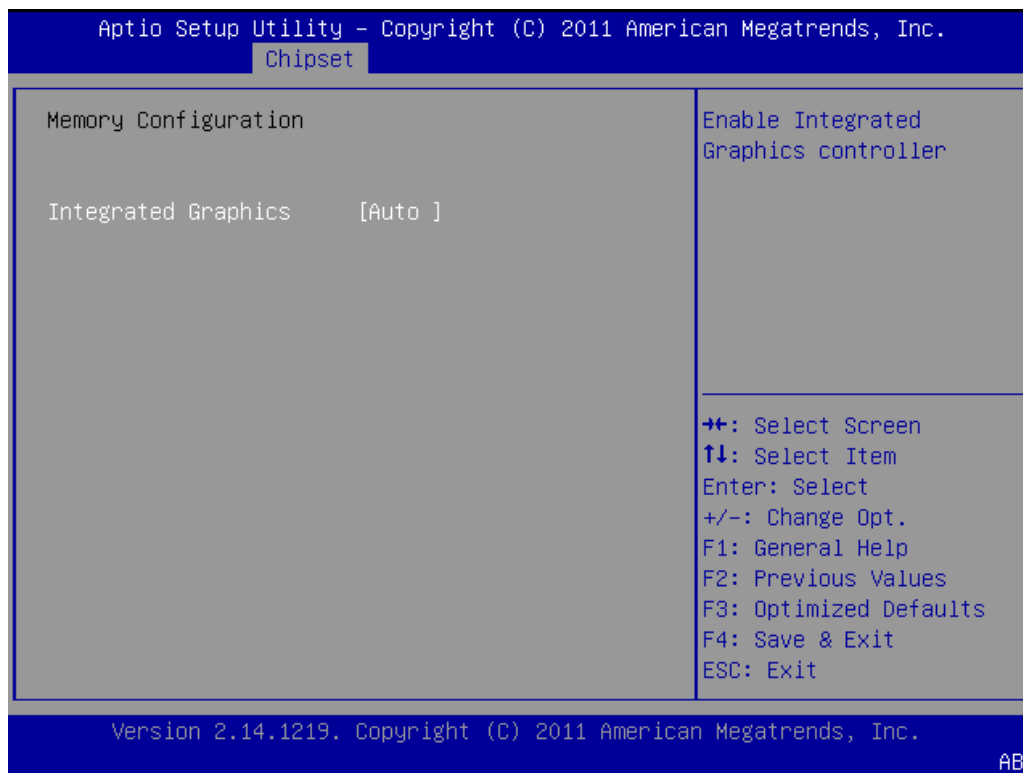 Aptio Setup Utility – Copyright (C) 2011 American Megatrends, Inc.
Chipset
Memory Configuration
Integrated Graphics [Auto ]
Enable Integrated
Graphics controller
→←: Select Screen
↑↓: Select Item
Enter: Select
+/-: Change Opt.
F1: General Help
F2: Previous Values
F3: Optimized Defaults
F4: Save & Exit
ESC: Exit
Version 2.14.1219. Copyright (C) 2011 American Megatrends, Inc.
AB